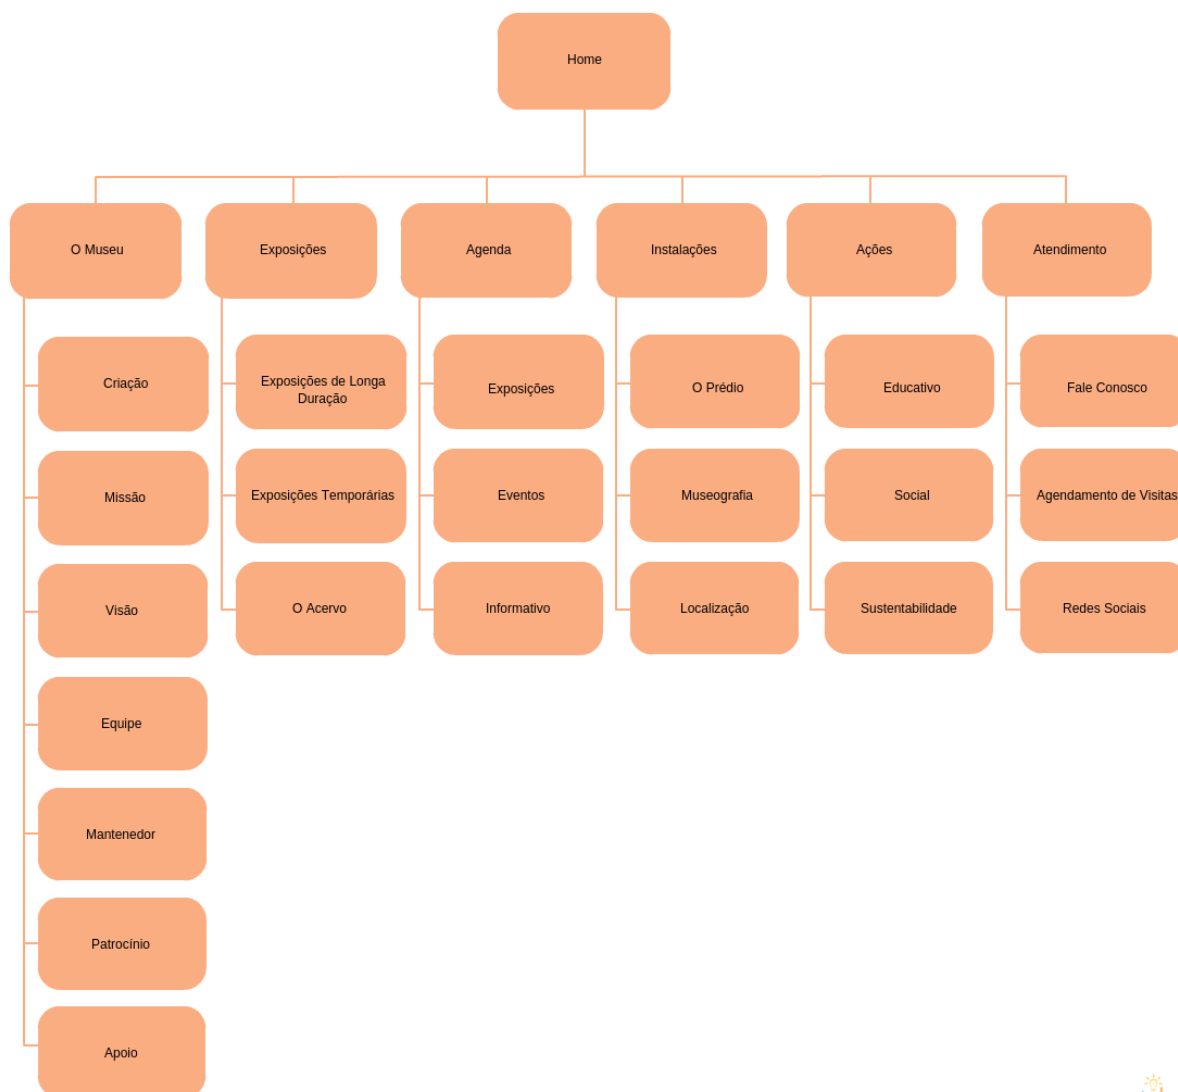 Home
O Museu
Exposições
Agenda
Instalações
Ações
Atendimento
Criação
Missão
Visão
Equipe
Mantenedor
Patrocínio
Apoio
Exposições de Longa
Duração
Exposições Temporárias
O Acervo
Exposições
Eventos
Informativo
O Prédio
Museografia
Localização
Educativo
Social
Sustentabilidade
Fale Conosco
Agendamento de Visitas
Redes Sociais